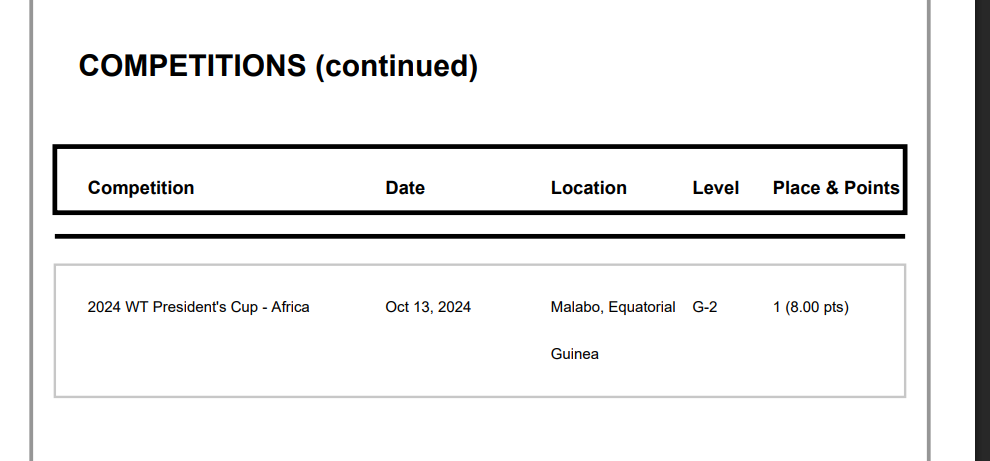 COMPETITIONS (continued)
Competition Date Location Level Place & Points
2024 WT President's Cup - Africa Oct 13, 2024 Malabo, Equatorial G-2 1 (8.00 pts)
Guinea